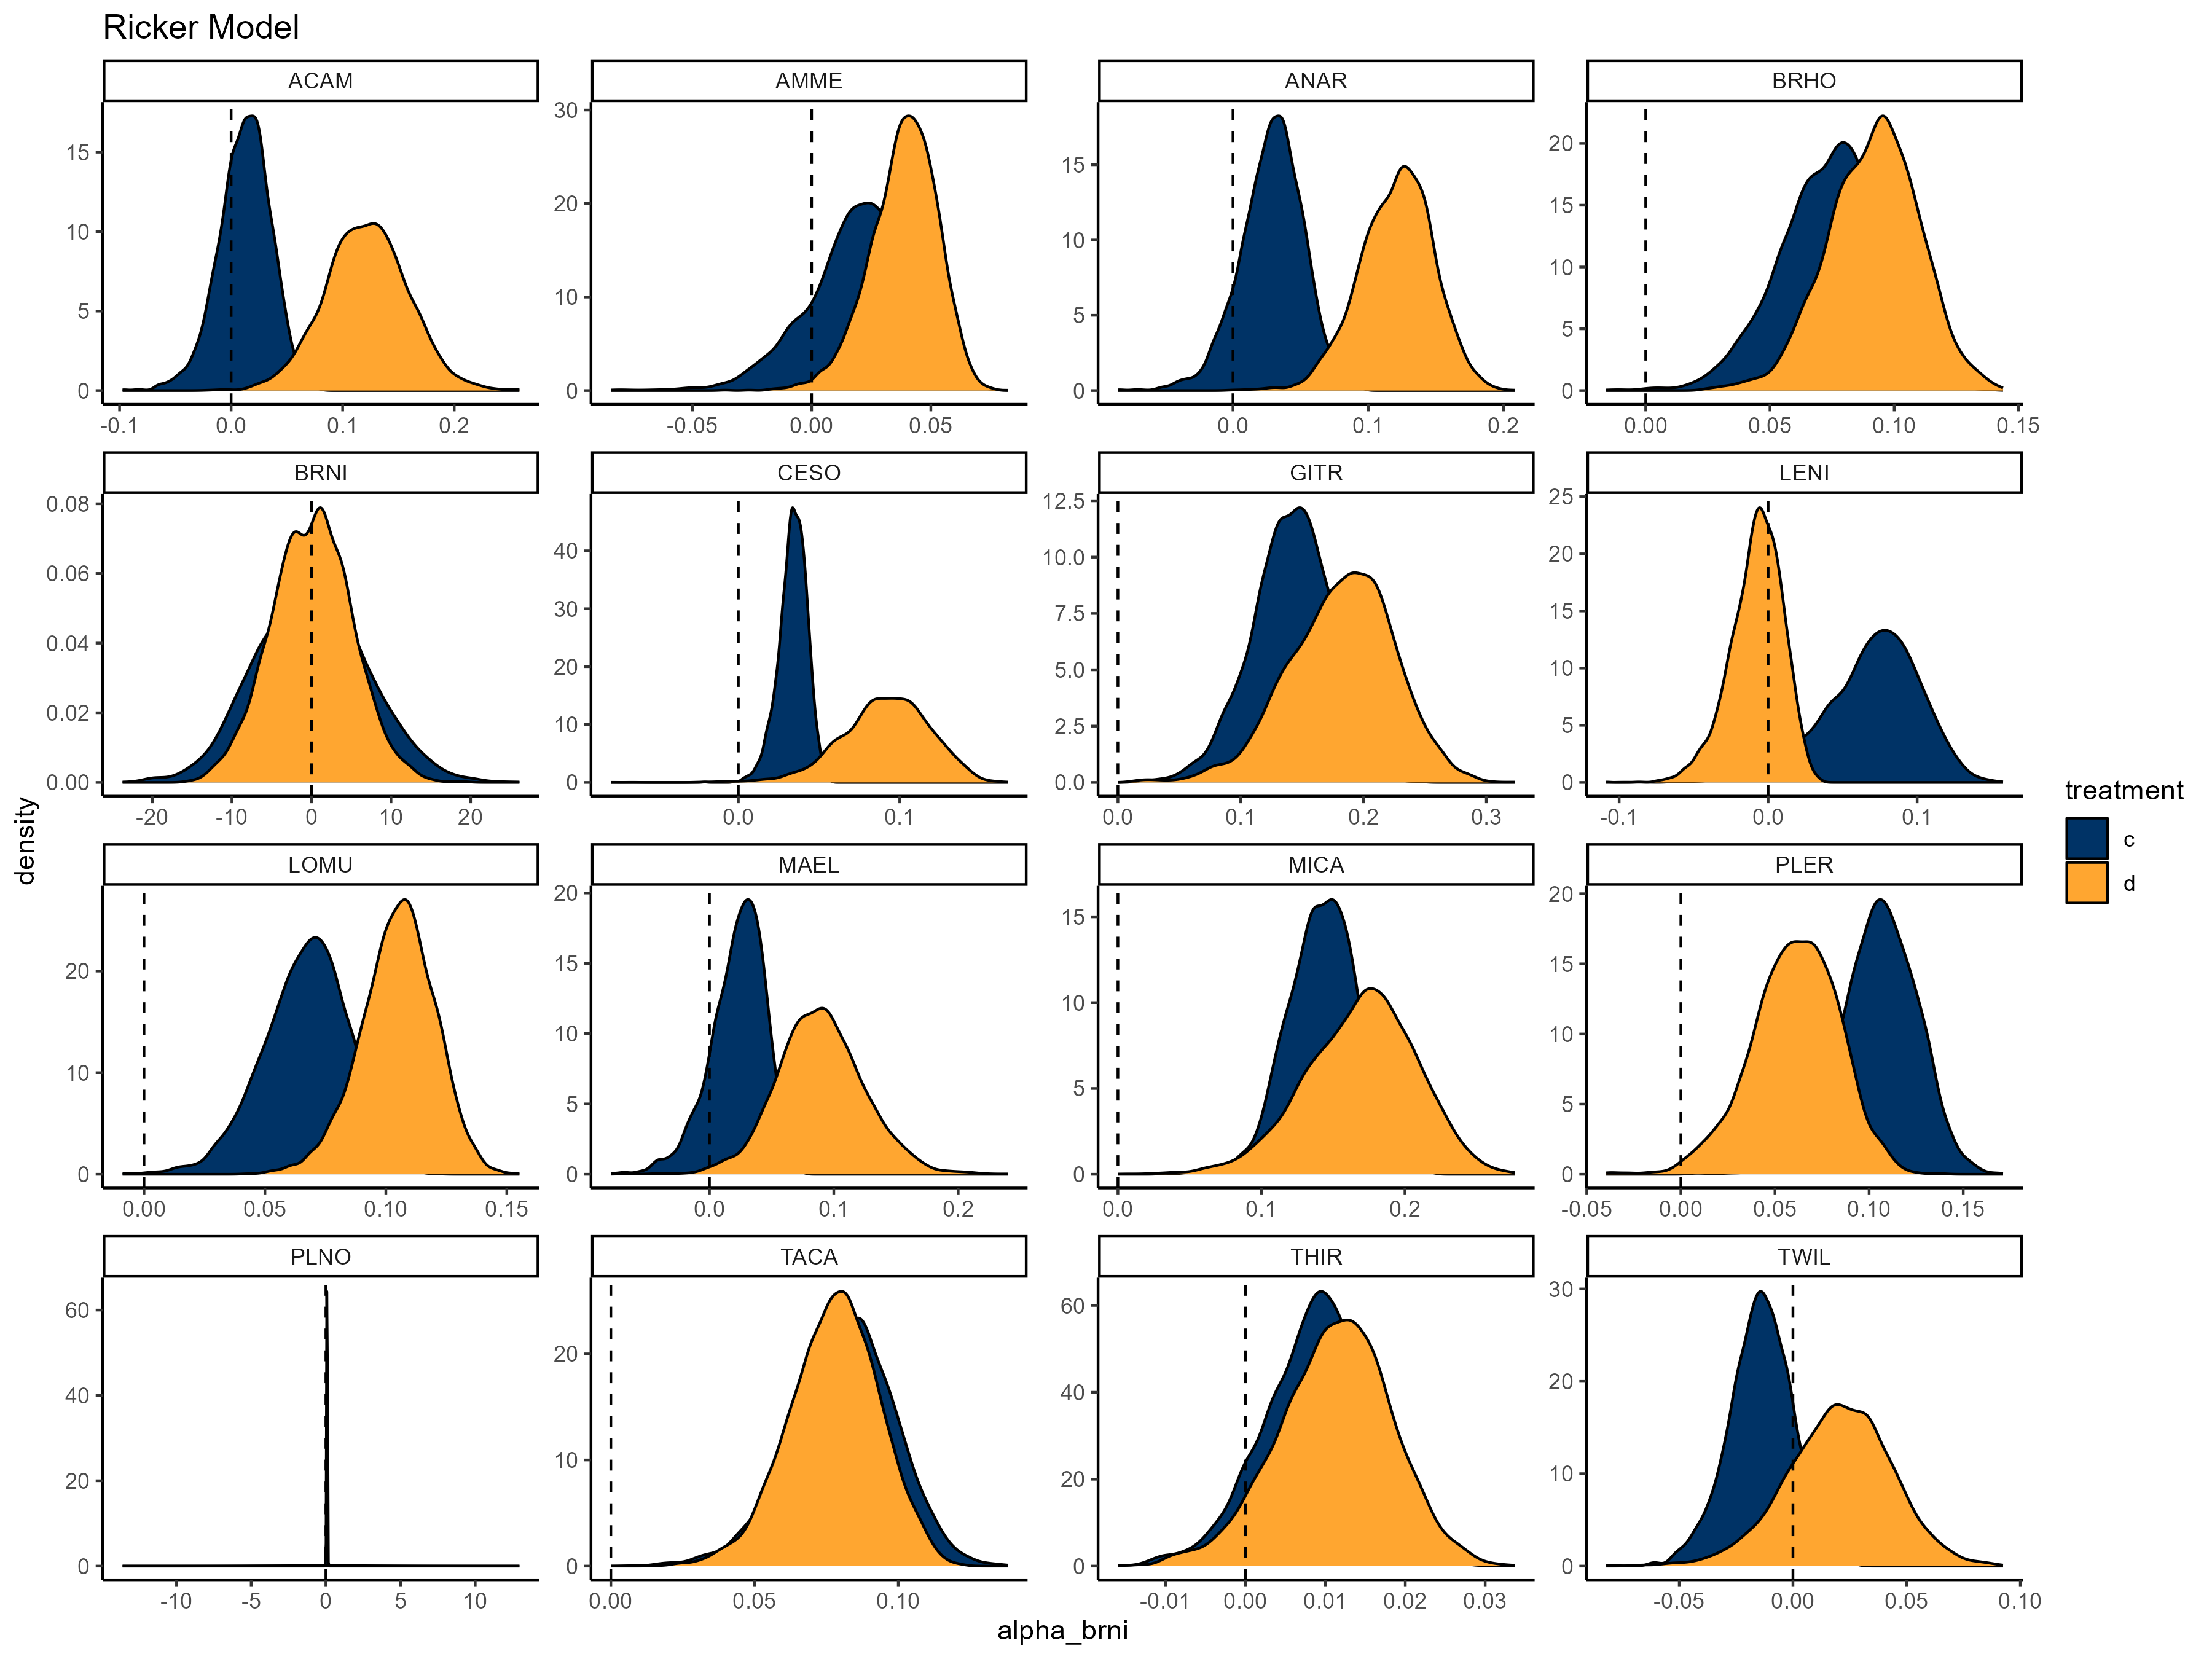 Ricker Model
ACAM AMME ANAR BRHO
15 10 5 0
30 20 10 0
15 10 5 0
20 15 10 5 0
-0.1 0.0 0.1 0.2
-0.05 0.00 0.05
0.0 0.1 0.2
0.00 0.05 0.10 0.15
BRNI CESO GITR LENI
0.08 0.06 0.04 0.02 0.00
40 30 20 10 0
12.5 10.0 7.5 5.0 2.5 0.0
25 20 15 10 5 0
-20 -10 0 10 20
0.0 0.1
0.0 0.1 0.2 0.3
-0.1 0.0 0.1
density
treatment
c
d
LOMU MAEL MICA PLER
20 10 0
20 15 10 5 0
15 10 5 0
20 15 10 5 0
0.00 0.05 0.10 0.15
0.0 0.1 0.2
0.0 0.1 0.2
-0.05 0.00 0.05 0.10 0.15
PLNO TACA THIR TWIL
60 40 20 0
20 10 0
60 40 20 0
30 20 10 0
-10 -5 0 5 10
0.00 0.05 0.10
-0.01 0.00 0.01 0.02 0.03
-0.05 0.00 0.05 0.10
alpha_brni